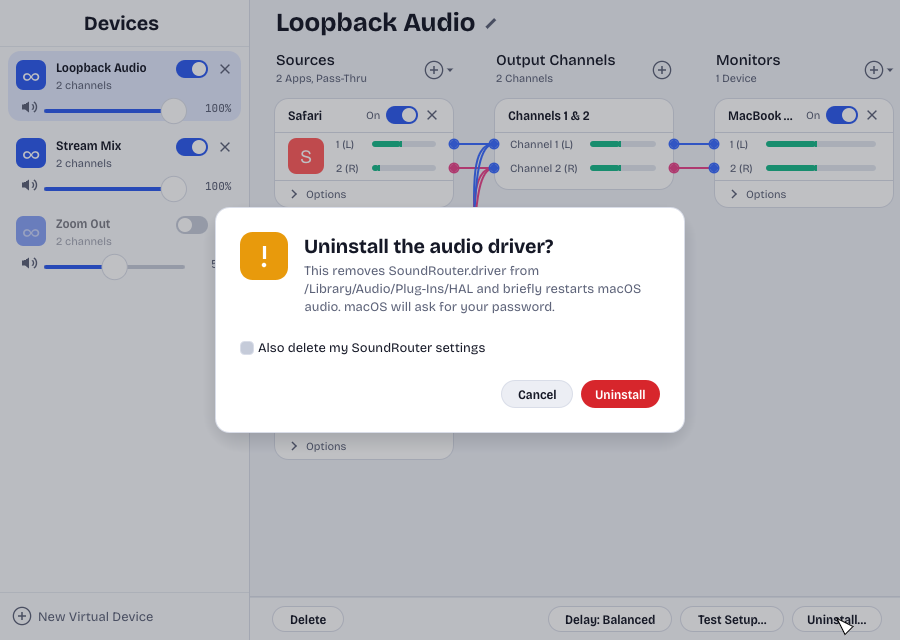 Devices
Loopback Audio
2 channels
100%
Stream Mix
2 channels
100%
Zoom Out
2 channels
New Virtual Device
Loopback Audio
Sources
2 Apps, Pass-Thru
Output Channels
2 Channels
Monitors
1 Device
Safari
On
S
1 (L)
2 (R)
Options
Channels 1 & 2
Channel 1 (L)
Channel 2 (R)
MacBook ...
On
1 (L)
2 (R)
Options
!
Uninstall the audio driver?
This removes SoundRouter.driver from
/Library/Audio/Plug-Ins/HAL and briefly restarts macOS
audio. macOS will ask for your password.
Also delete my SoundRouter settings
Cancel
Uninstall
Options
Delete
Delay: Balanced
Test Setup...
Uninstall...